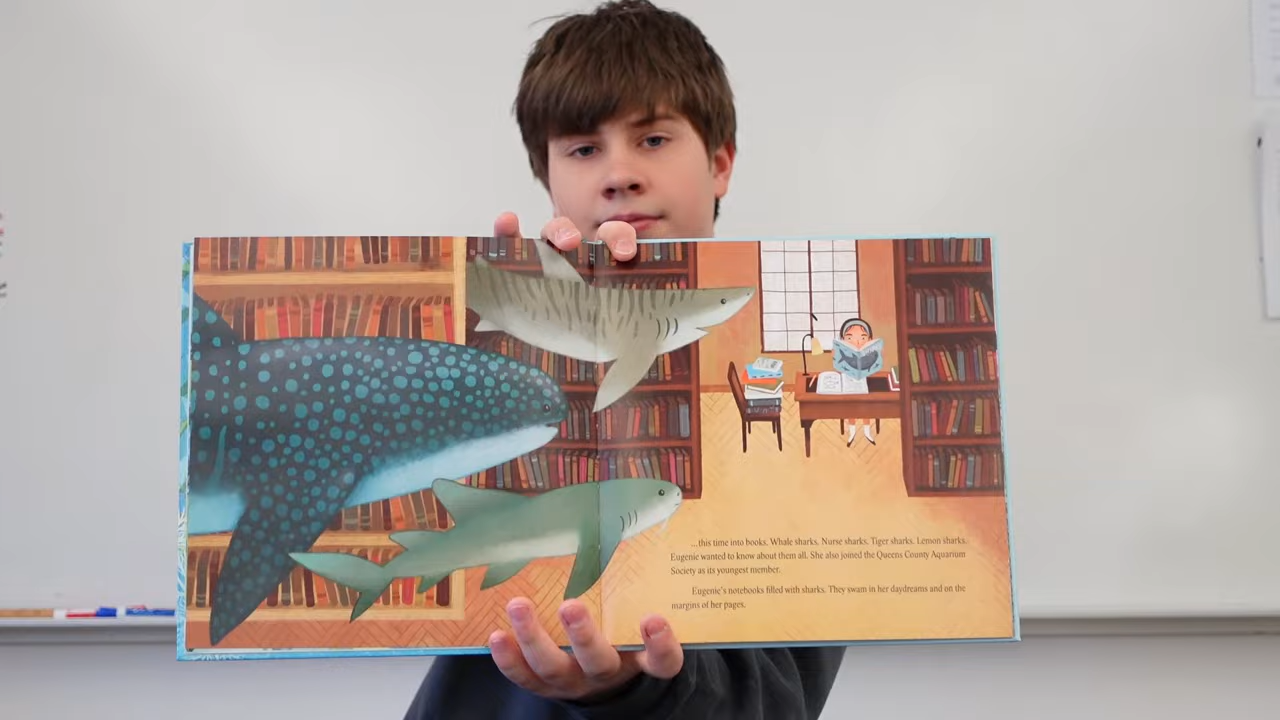 ...this time into books. Whale sharks. Nurse sharks. Tiger sharks. Lemon sharks.
Eugenie wanted to know about them all. She also joined the Queens County Aquarium
Society as its youngest member.
Eugenie's notebooks filled with sharks. They swam in her daydreams and on the
margins of her pages.